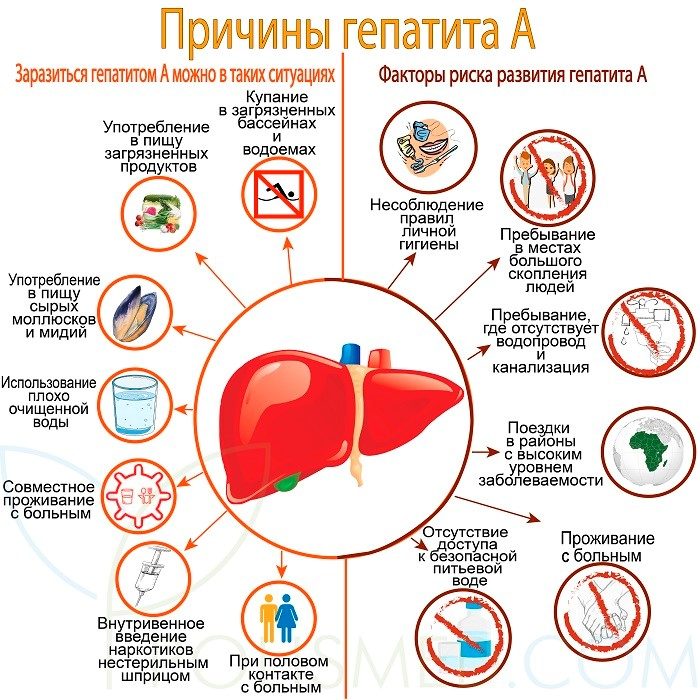 Причины гепатита А
Заразиться гепатитом А можно в таких ситуациях
Купание
в загрязненных
бассейнах
и
водоемах
Употребление
в пищу
загрязненных
продуктов
Употребление
в пищу
сырых
моллюсков
и мидий
Использование
плохо
очищенной
воды
Совместное
проживание
с больным
Внутривенное
введение
наркотиков
нестерильным
шприцом
При половом
контакте
с больным
Факторы риска развития гепатита А
Несоблюдение
правил
личной
гигиены
Пребывание
в местах
большого
скопления
людей
Пребывание,
где отсутствует
водопровод
и
канализация
Поездки
в районы
с высоким
уровнем
заболеваемости
Отсутствие
доступа
к безопасной
питьевой
воде
Проживание
с больным